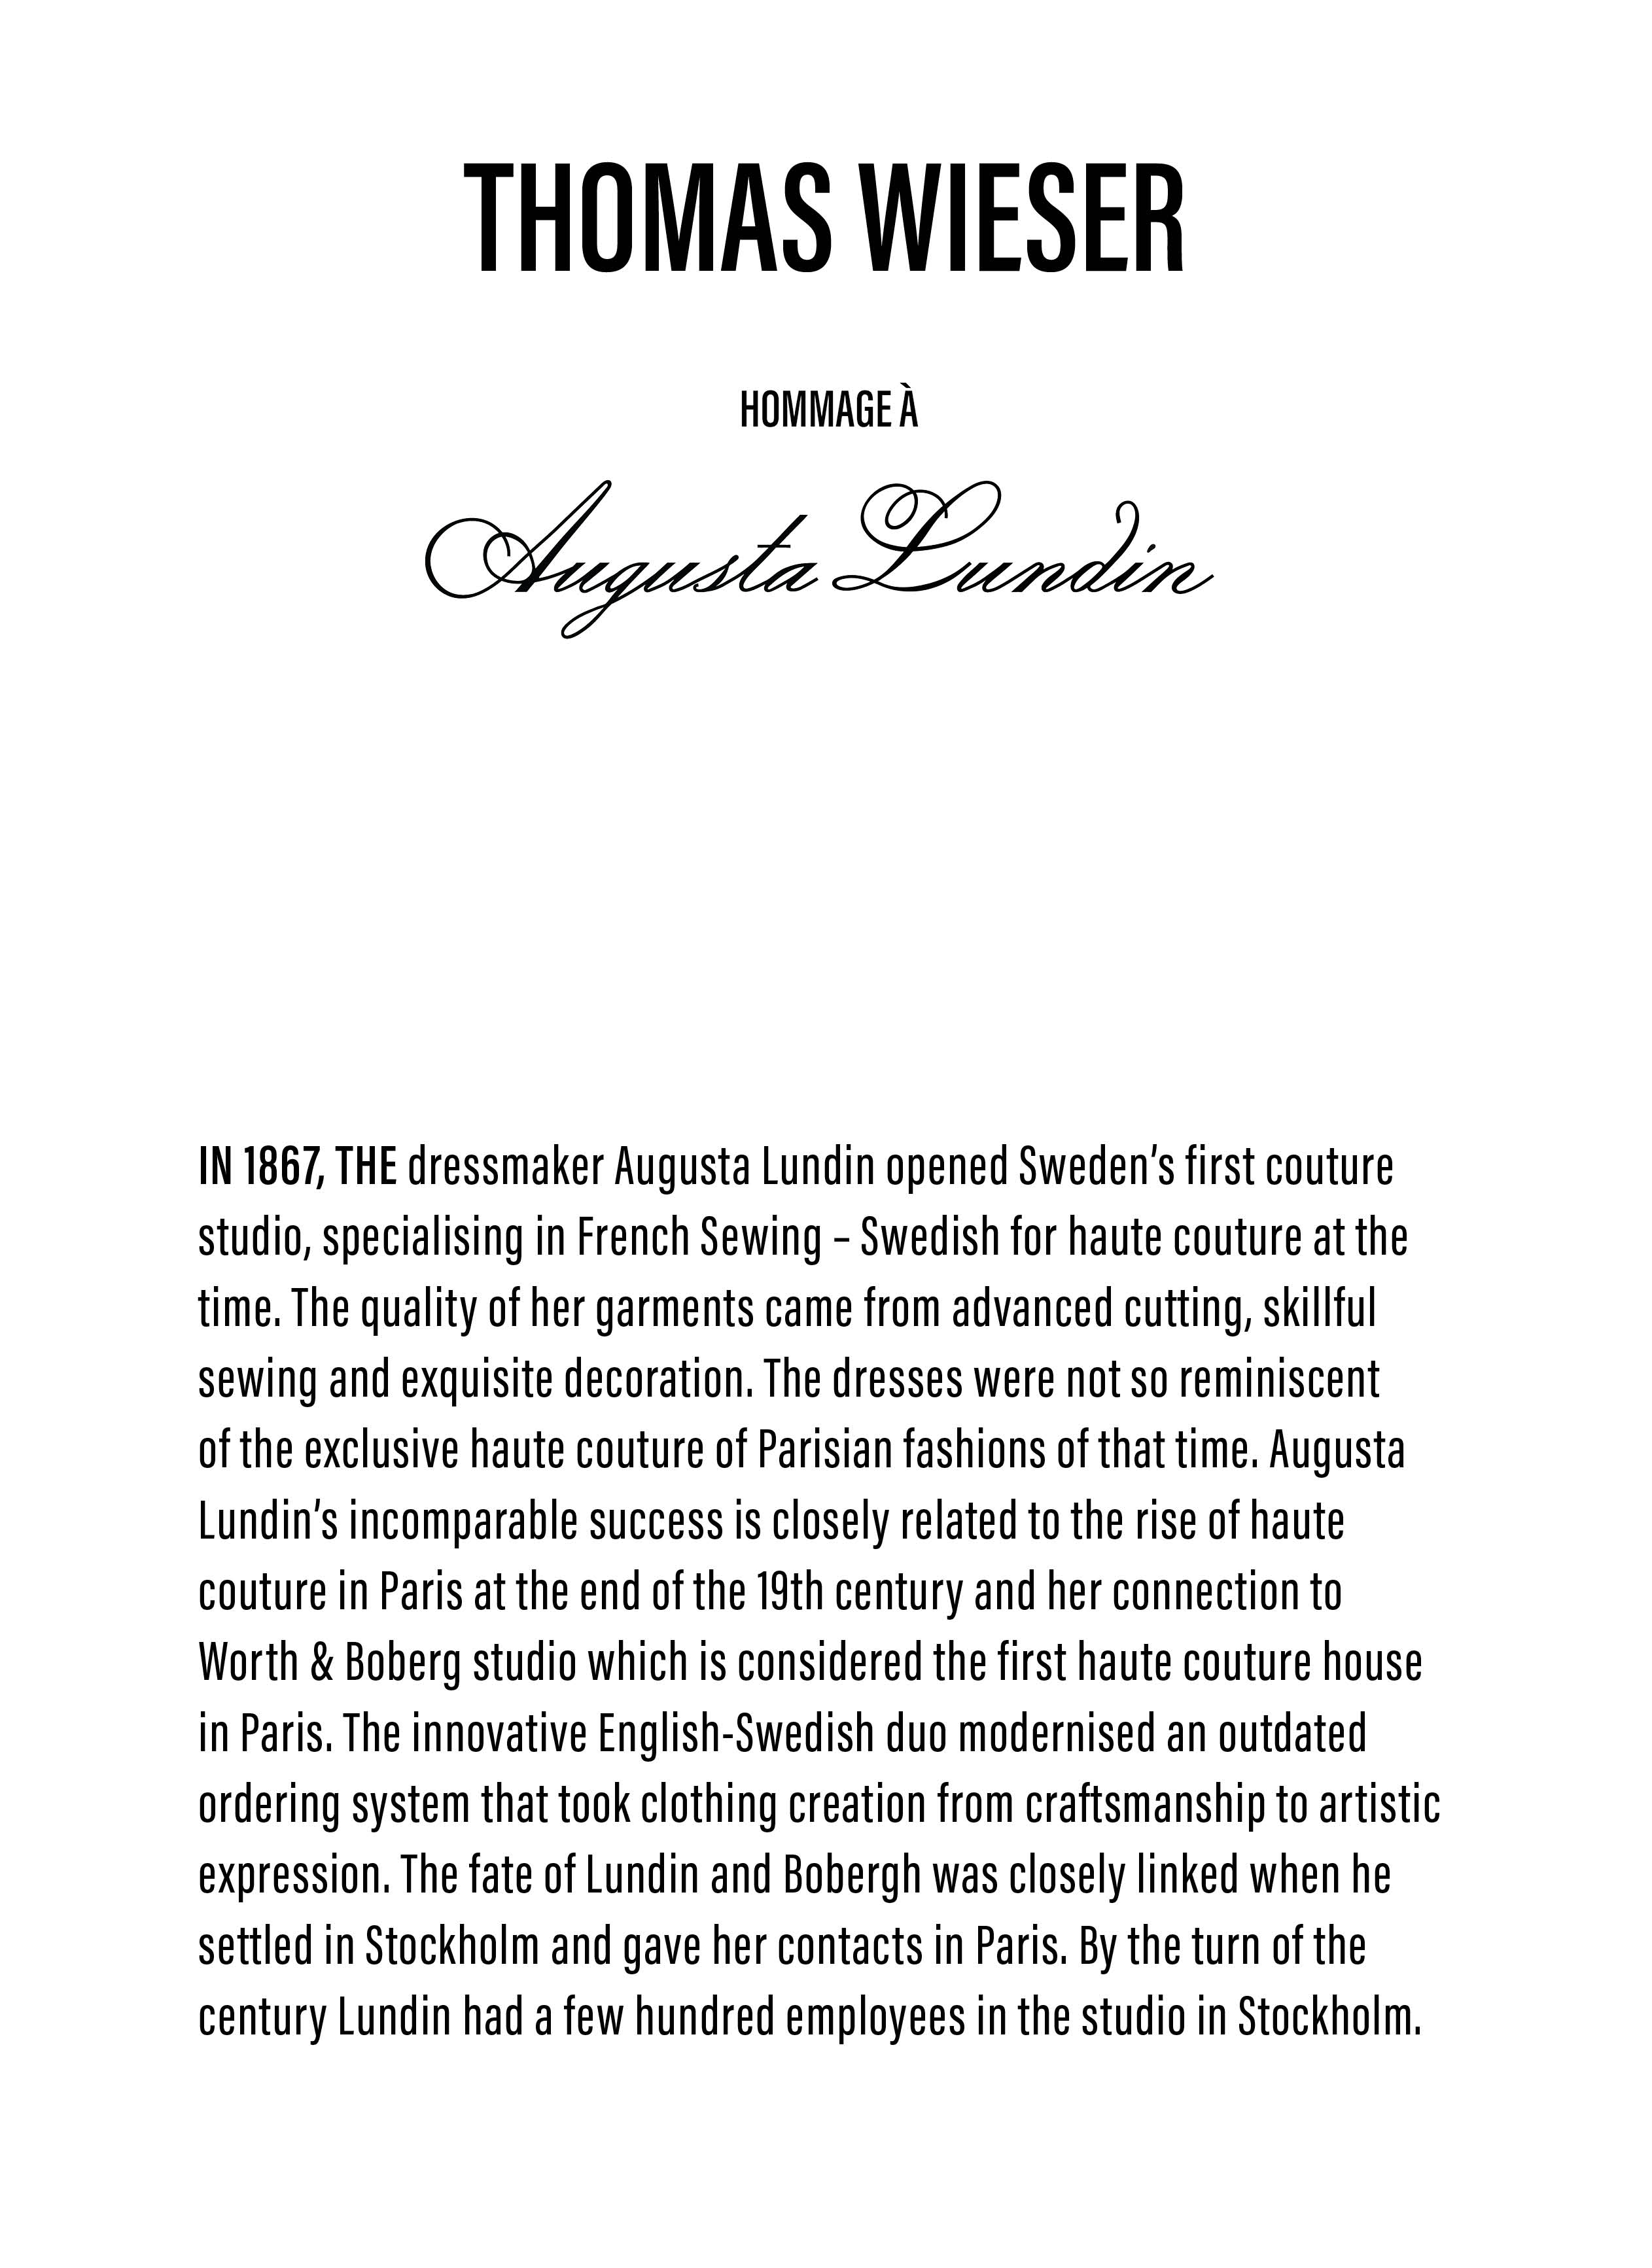 THOMAS WIESER
HOMMAGE À
Augusta Lundin
IN 1867, THE dressmaker Augusta Lundin opened Sweden’s first couture
studio, specialising in French Sewing – Swedish for haute couture at the
time. The quality of her garments came from advanced cutting, skillful
sewing and exquisite decoration. The dresses were not so reminiscent
of the exclusive haute couture of Parisian fashions of that time. Augusta
Lundin’s incomparable success is closely related to the rise of haute
couture in Paris at the end of the 19th century and her connection to
Worth & Boberg studio which is considered the first haute couture house
in Paris. The innovative English-Swedish duo modernised an outdated
ordering system that took clothing creation from craftsmanship to artistic
expression. The fate of Lundin and Bobergh was closely linked when he
settled in Stockholm and gave her contacts in Paris. By the turn of the
century Lundin had a few hundred employees in the studio in Stockholm.